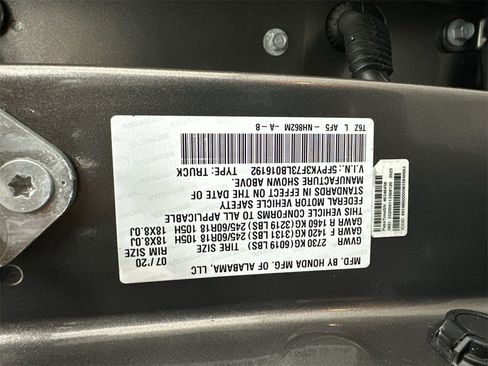 MFD. BY HONDA MFG. OF ALABAMA, LLC 07/20
GVWR 2730 KG(6019 LBS) TIRE SIZE RIM SIZE
GAWR F 1420 KG(3131 LBS) 245/60R18 105H 18X8.0J
GAWR R 1460 KG(3219 LBS) 245/60R18 105H 18X8.0J
THIS VEHICLE CONFORMS TO ALL APPLICABLE
FEDERAL MOTOR VEHICLE SAFETY
STANDARDS IN EFFECT ON THE DATE OF
MANUFACTURE SHOWN ABOVE.
V.I.N.: 5FPYK3F73LB016192 TYPE: TRUCK
T6Z L AF5 -NH862M -A-B